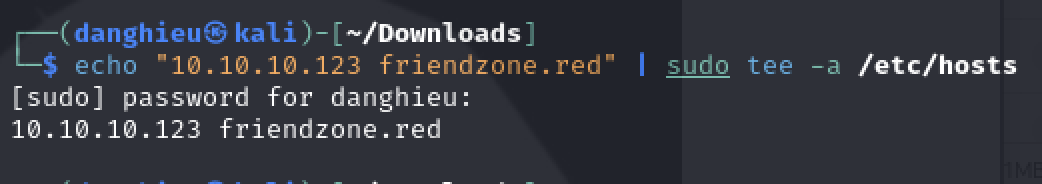 ┌──(danghieu㉿kali)-[~/Downloads]
└─$ echo "10.10.10.123 friendzone.red" | sudo tee -a /etc/hosts
[sudo] password for danghieu:
10.10.10.123 friendzone.red